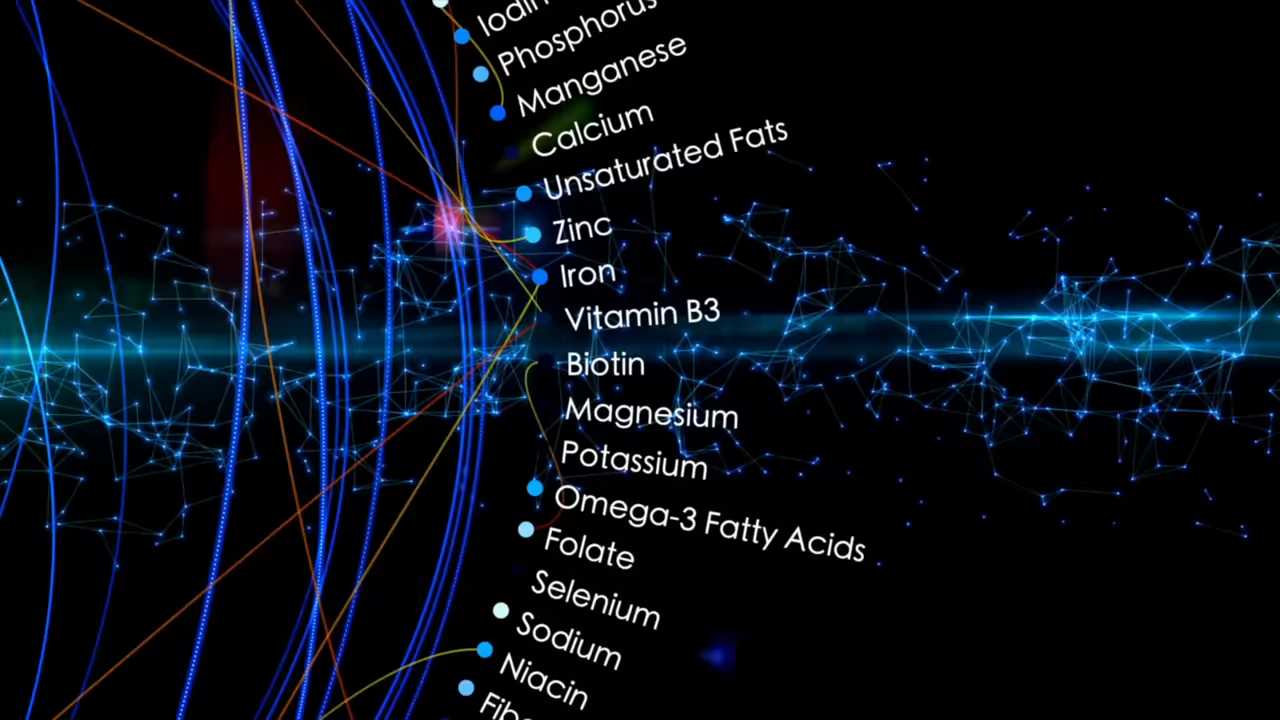 Phosphorus
Manganese
Calcium
Unsaturated Fats
Zinc
Iron
Vitamin B3
Biotin
Magnesium
Potassium
Omega-3 Fatty Acids
Folate
Selenium
Sodium
Niacin